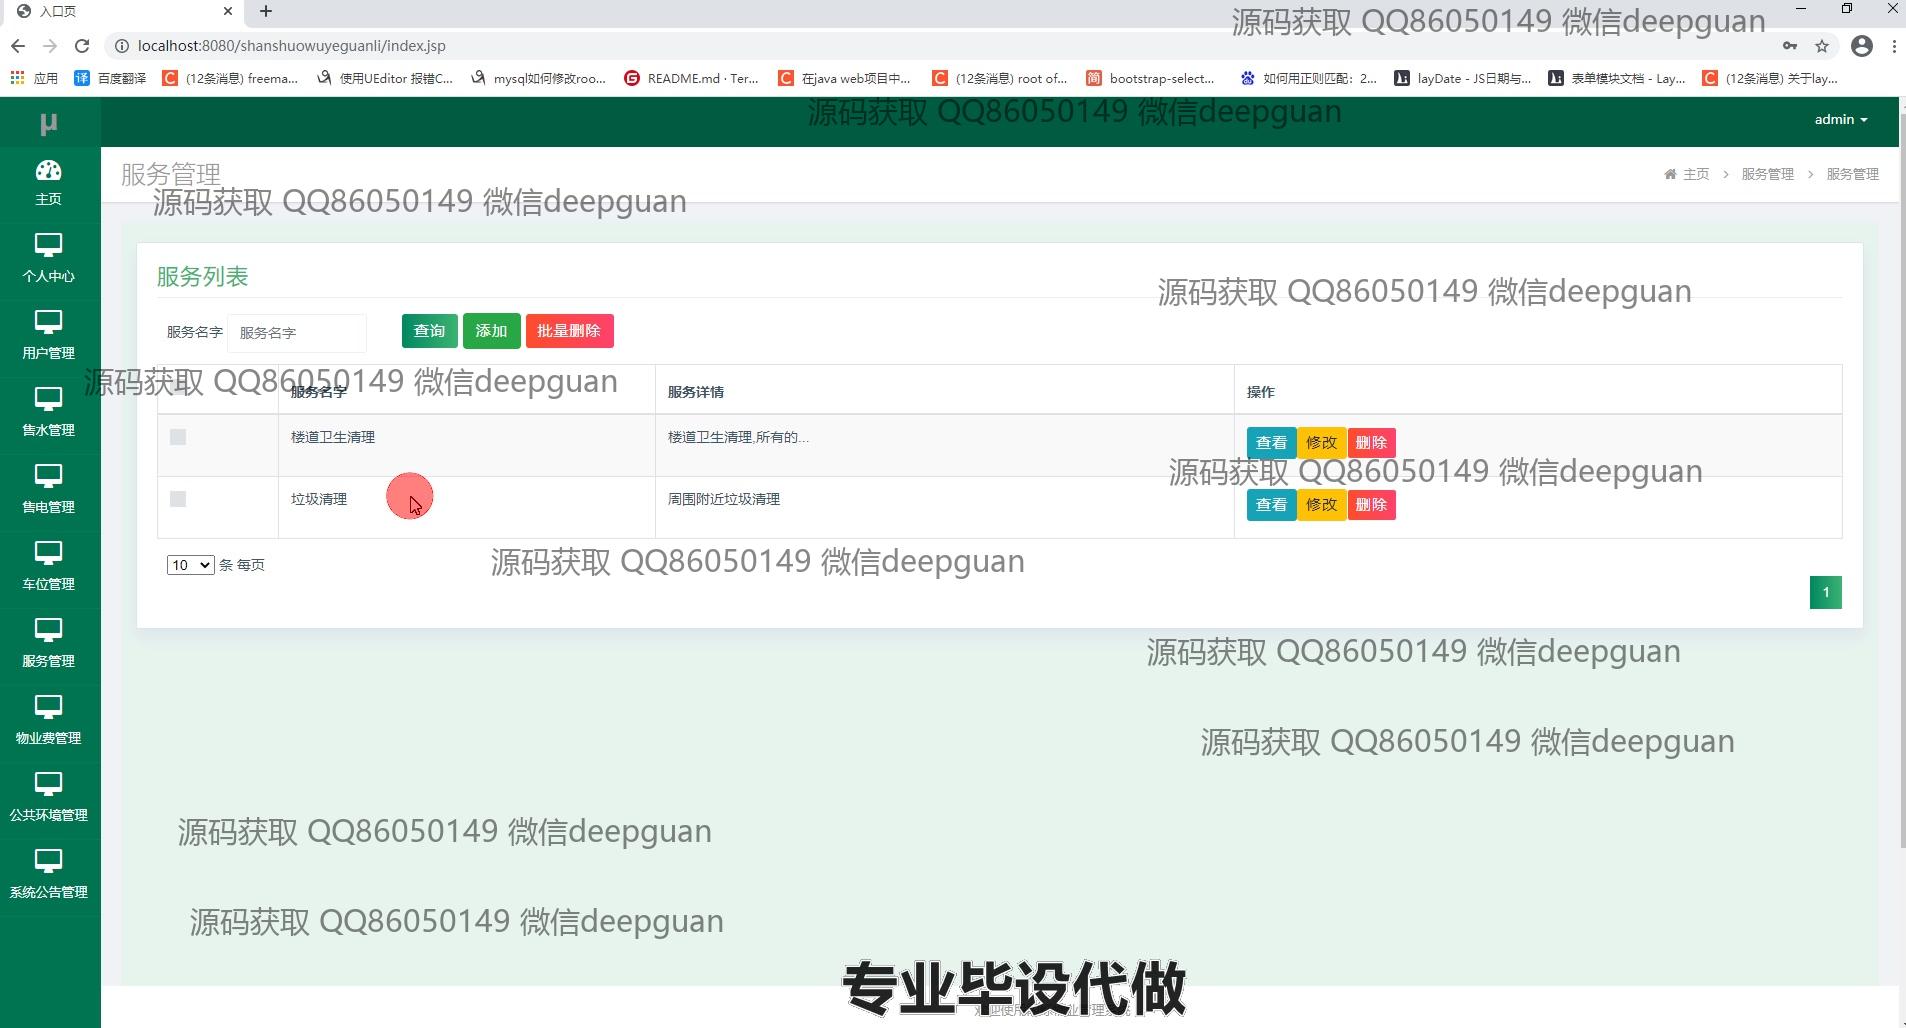 入口页
源码获取 QQ86050149 微信deepguan
localhost:8080/shanshuowuyeguanli/index.jsp
应用 百度翻译 (12条消息) freema... 使用UEditor 报错C... mysql如何修改roo... README.md · Ter... 在java web项目中... (12条消息) root of... bootstrap-select... 如何用正则匹配：2... layDate - JS日期与... 表单模块文档 - Lay... (12条消息) 关于lay...
源码获取 QQ86050149 微信deepguan
μ
admin
服务管理
主页 > 服务管理 > 服务管理
源码获取 QQ86050149 微信deepguan
主页
个人中心
用户管理
售水管理
售电管理
车位管理
服务管理
物业费管理
公共环境管理
系统公告管理
服务列表
源码获取 QQ86050149 微信deepguan
服务名字 服务名字 查询 添加 批量删除
源码获取 QQ86050149 微信deepguan
服务名字 服务详情 操作
楼道卫生清理 楼道卫生清理,所有的... 查看 修改 删除
源码获取 QQ86050149 微信deepguan
垃圾清理 周围附近垃圾清理 查看 修改 删除
10 条 每页
源码获取 QQ86050149 微信deepguan
1
源码获取 QQ86050149 微信deepguan
源码获取 QQ86050149 微信deepguan
源码获取 QQ86050149 微信deepguan
源码获取 QQ86050149 微信deepguan
专业毕设代做